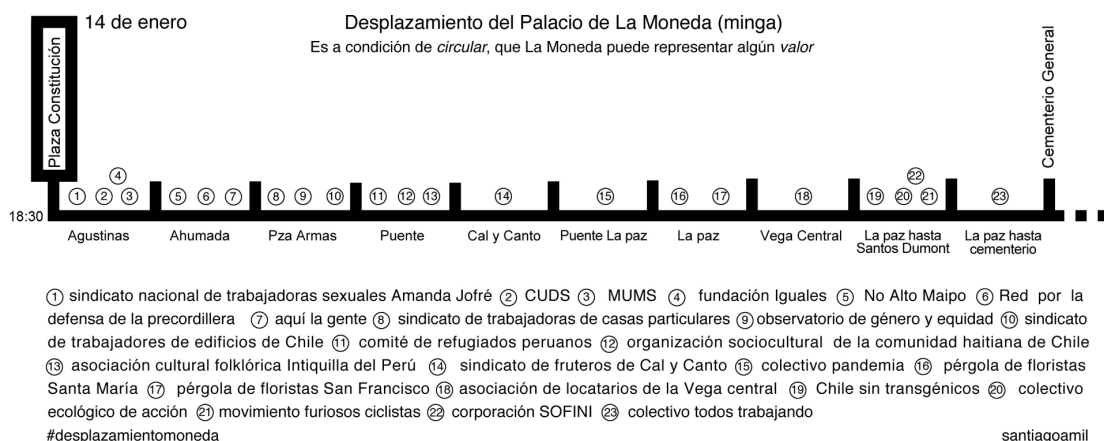 14 de enero
Desplazamiento del Palacio de La Moneda (minga)
Es a condición de circular, que La Moneda puede representar algún valor
Plaza Constitución
Cementerio General
④ ㉒
① ② ③ ⑤ ⑥ ⑦ ⑧ ⑨ ⑩ ⑪ ⑫ ⑬ ⑭ ⑮ ⑯ ⑰ ⑱ ⑲ ⑳ ㉑ ㉓
18:30
Agustinas
Ahumada
Pza Armas
Puente
Cal y Canto
Puente La paz
La paz
Vega Central
La paz hasta
Santos Dumont
La paz hasta
cementerio
① sindicato nacional de trabajadoras sexuales Amanda Jofré ② CUDS ③ MUMS ④ fundación Iguales ⑤ No Alto Maipo ⑥ Red por la
defensa de la precordillera ⑦ aquí la gente ⑧ sindicato de trabajadoras de casas particulares ⑨ observatorio de género y equidad ⑩ sindicato
de trabajadores de edificios de Chile ⑪ comité de refugiados peruanos ⑫ organización sociocultural de la comunidad haitiana de Chile
⑬ asociación cultural folklórica Intiquilla del Perú ⑭ sindicato de fruteros de Cal y Canto ⑮ colectivo pandemia ⑯ pérgola de floristas
Santa María ⑰ pérgola de floristas San Francisco ⑱ asociación de locatarios de la Vega central ⑲ Chile sin transgénicos ⑳ colectivo
ecológico de acción ㉑ movimiento furiosos ciclistas ㉒ corporación SOFINI ㉓ colectivo todos trabajando
#desplazamientomoneda
santiagoamil